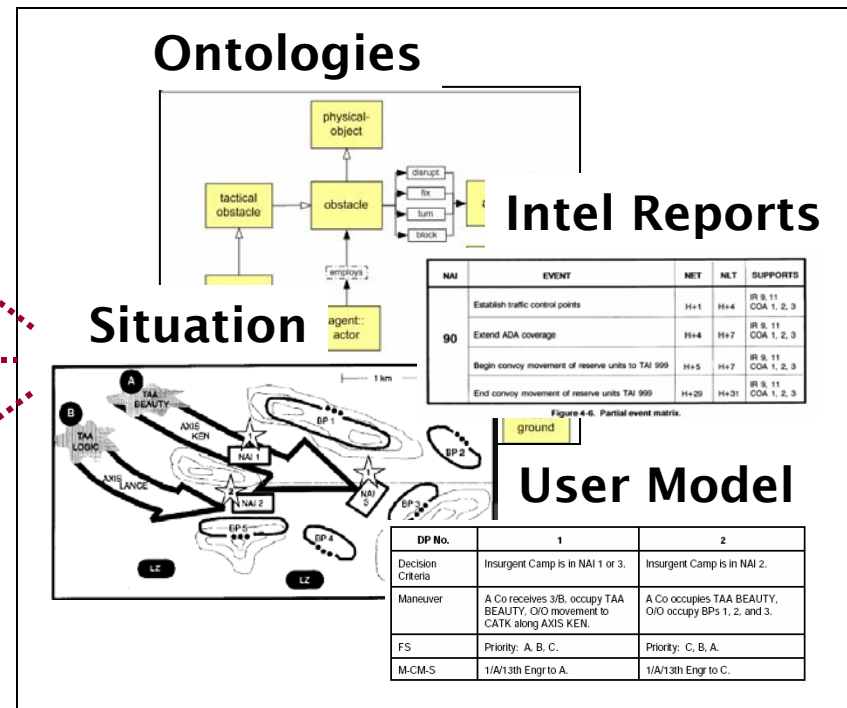 Ontologies
physical-
object
tactical
obstacle
obstacle
disrupt
fix
turn
block
employs
agent::
actor
ground
Intel Reports
NAI EVENT NET NLT SUPPORTS
90
Establish traffic control points H+1 H+4 IR 9, 11
COA 1, 2, 3
Extend ADA coverage H+4 H+7 IR 9, 11
COA 1, 2, 3
Begin convoy movement of reserve units to TAI 999 H+5 H+7 IR 9, 11
COA 1, 2, 3
End convoy movement of reserve units TAI 999 H+29 H+31 IR 9, 11
COA 1, 2, 3
Figure 4-6. Partial event matrix.
Situation
A
TAA
BEAUTY
B
TAA
LOGIC
AXIS
KEN
AXIS
LANCE
1 km
1
NAI 1
2
NAI 2
1
NAI
3
BP 1
BP 2
BP 3
BP 4
BP 5
LZ
LZ
User Model
DP No. 1 2
Decision
Criteria
Insurgent Camp is in NAI 1 or 3.
Insurgent Camp is in NAI 2.
Maneuver
A Co receives 3/B, occupy TAA
BEAUTY, O/O movement to
CATK along AXIS KEN.
A Co occupies TAA BEAUTY,
O/O occupy BPs 1, 2, and 3.
FS Priority: A, B, C. Priority: C, B, A.
M-CM-S 1/A/13th Engr to A. 1/A/13th Engr to C.